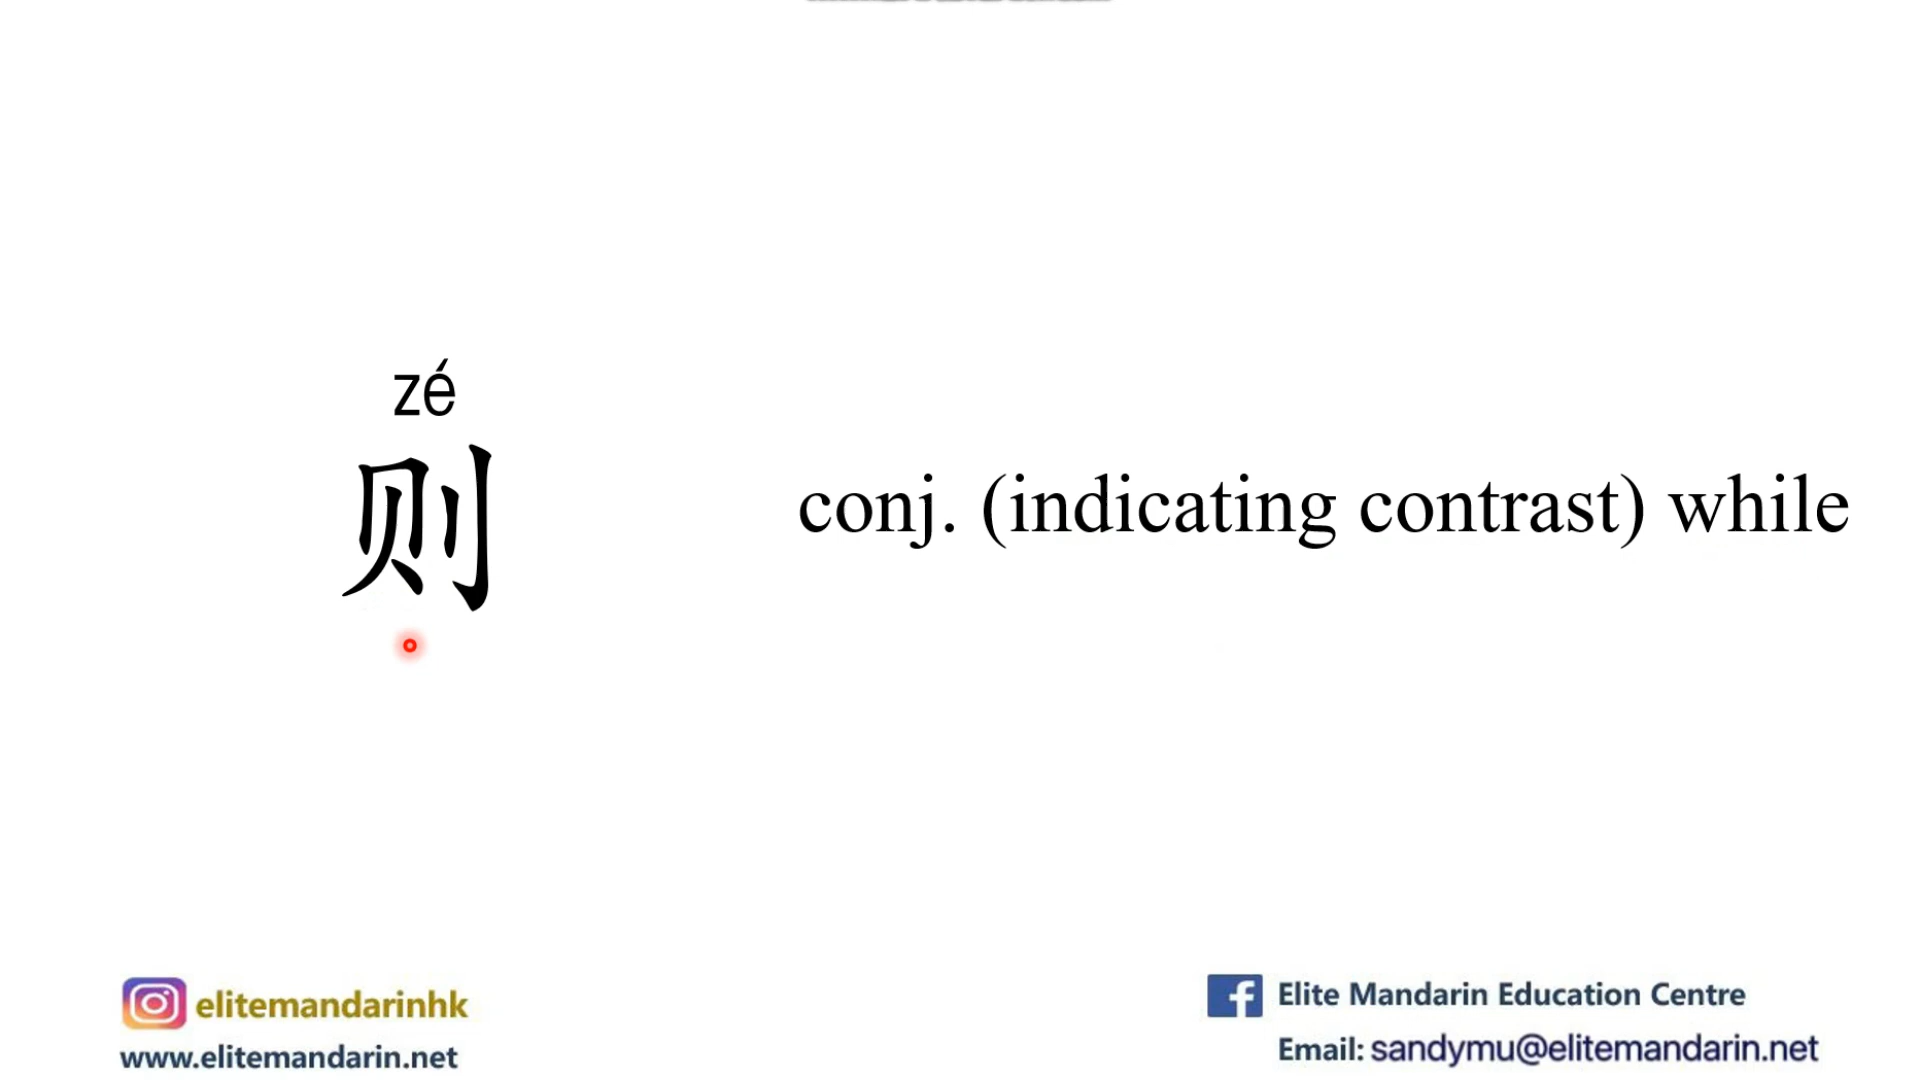 zé
则
conj. (indicating contrast) while
elitemandarinhk
www.elitemandarin.net
Elite Mandarin Education Centre
Email: sandymu@elitemandarin.net